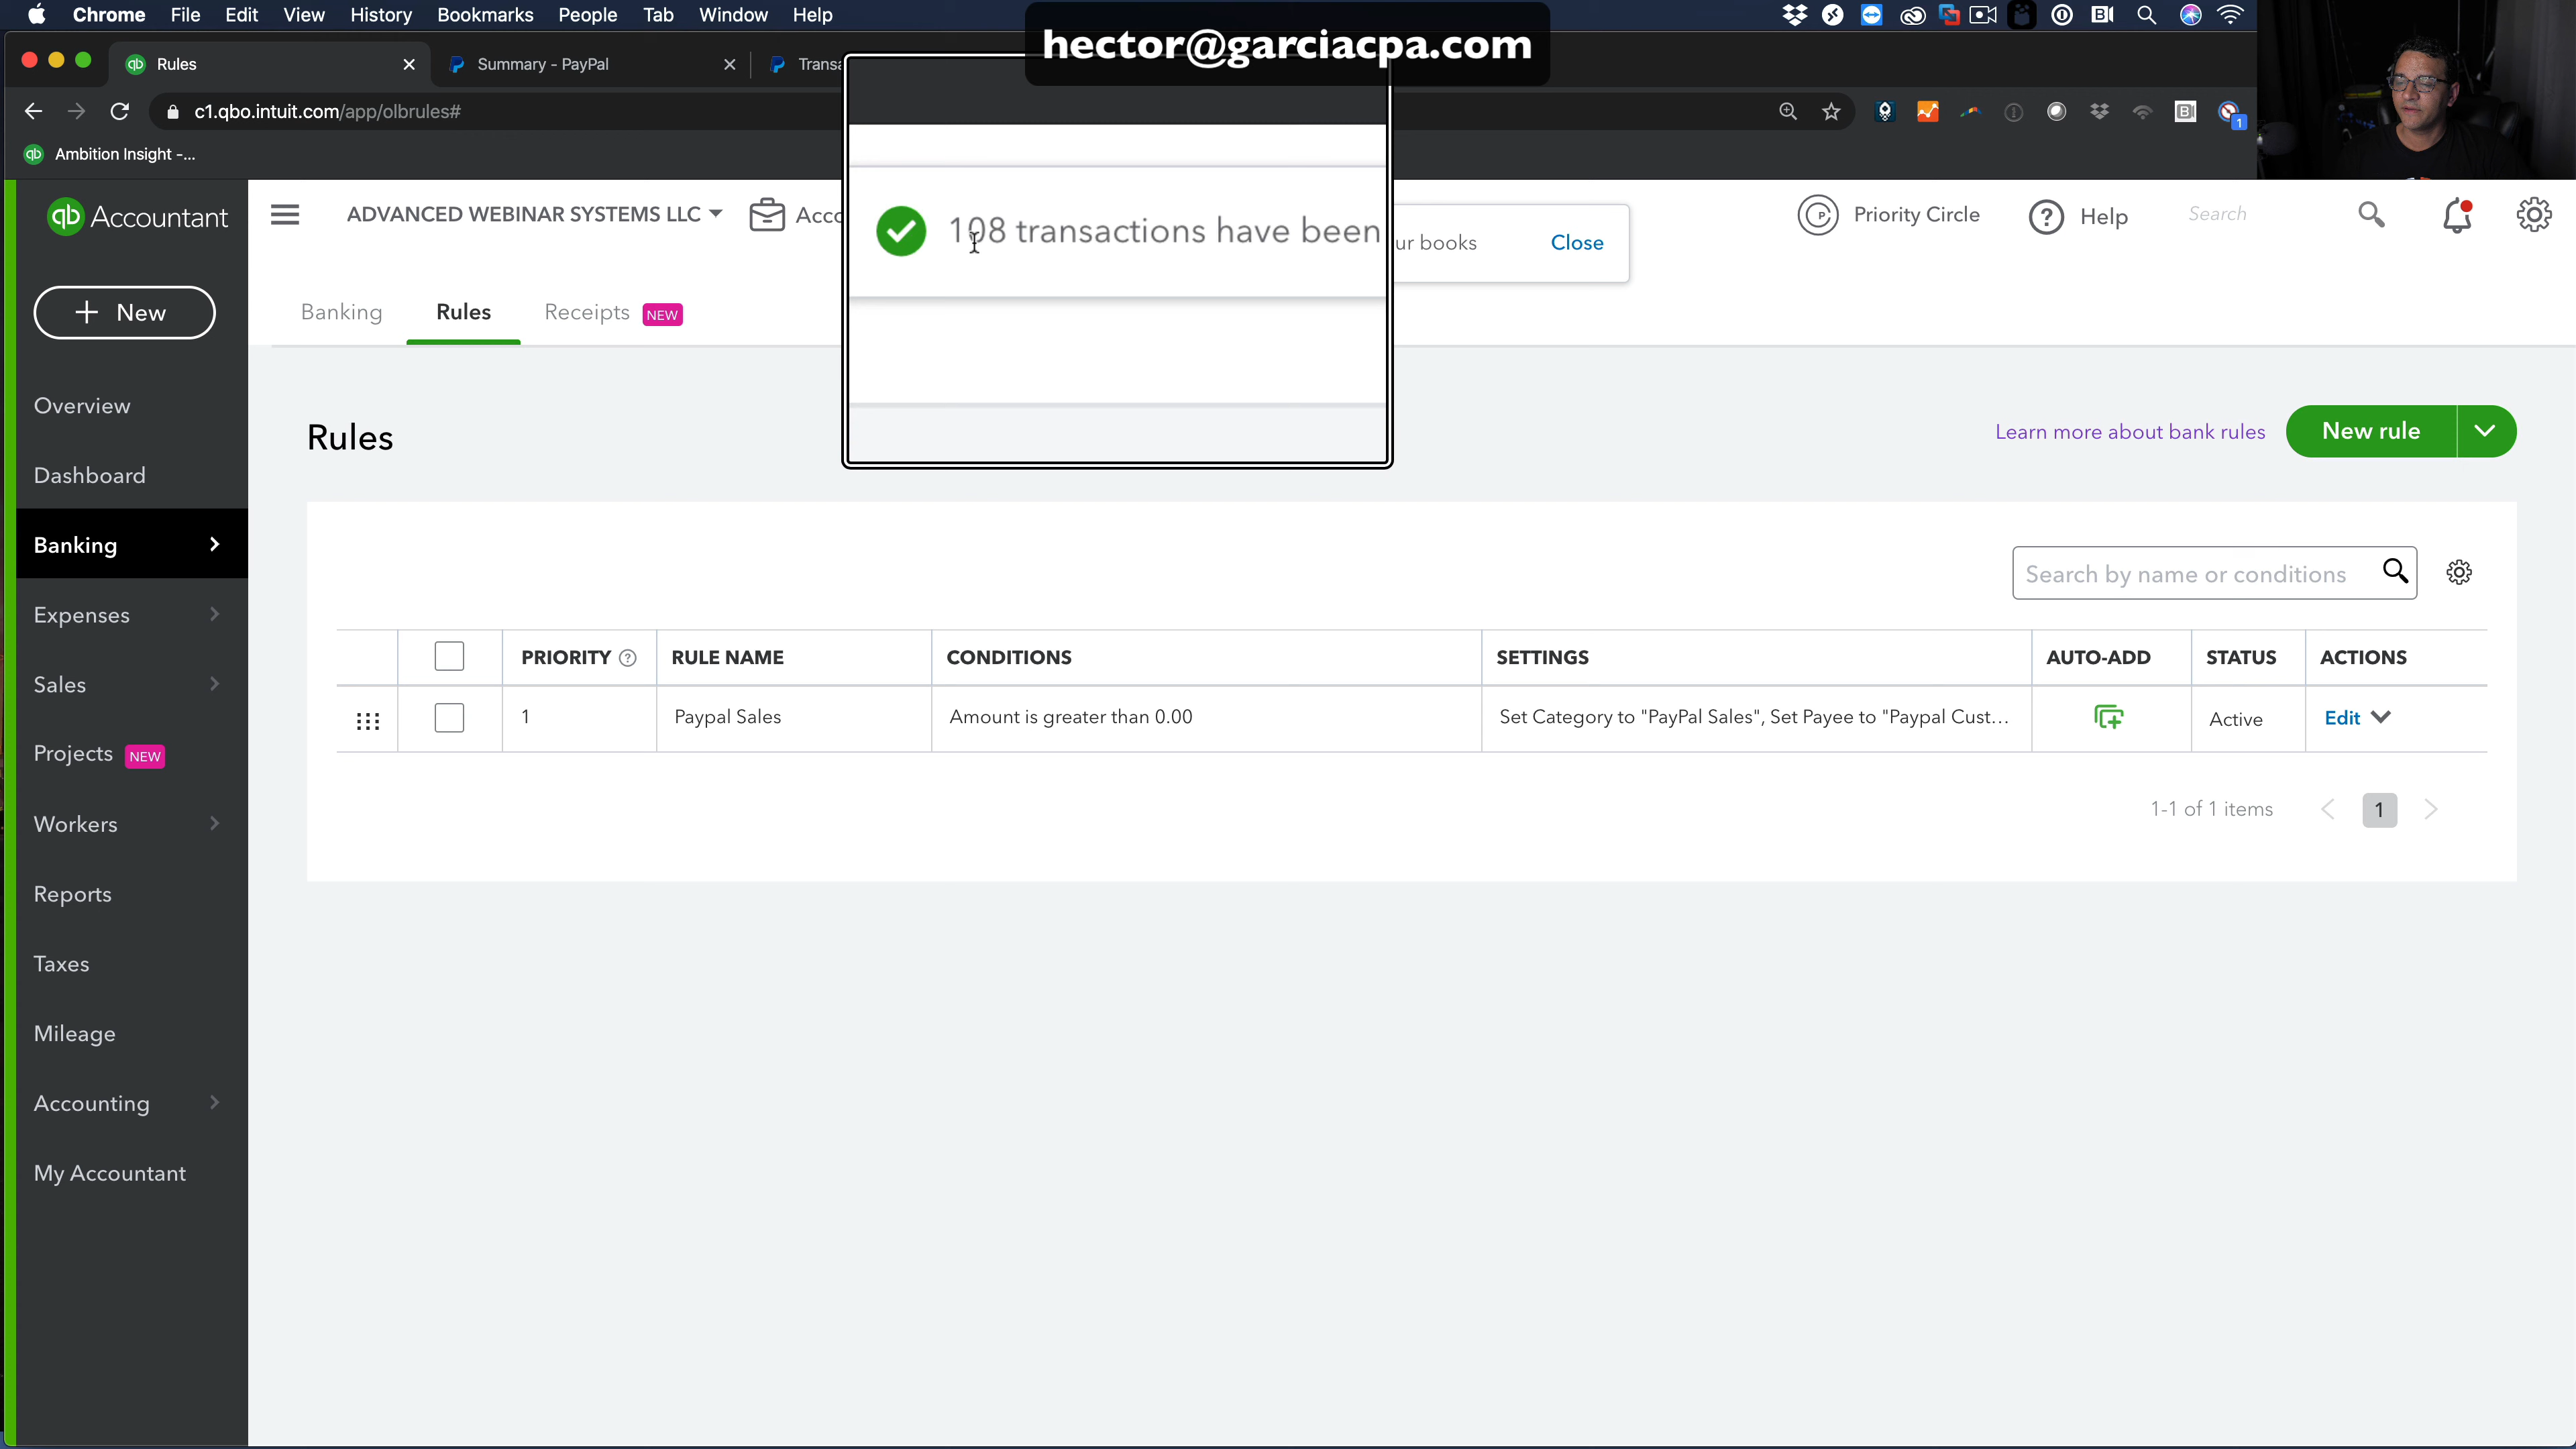 Chrome File Edit View History Bookmarks People Tab Window Help
hector@garciacpa.com
Rules
Summary - PayPal
Transa
c1.qbo.intuit.com/app/olbrules#
Ambition Insight -...
qb Accountant
ADVANCED WEBINAR SYSTEMS LLC
Acco
108 transactions have been
ur books
Close
Priority Circle
Help
Search
New
Banking
Rules
Receipts NEW
Overview
Dashboard
Banking
Expenses
Sales
Projects NEW
Workers
Reports
Taxes
Mileage
Accounting
My Accountant
Rules
Learn more about bank rules
New rule
Search by name or conditions
PRIORITY RULE NAME CONDITIONS SETTINGS AUTO-ADD STATUS ACTIONS
1 Paypal Sales Amount is greater than 0.00 Set Category to "PayPal Sales", Set Payee to "Paypal Cust... Active Edit
1-1 of 1 items
1